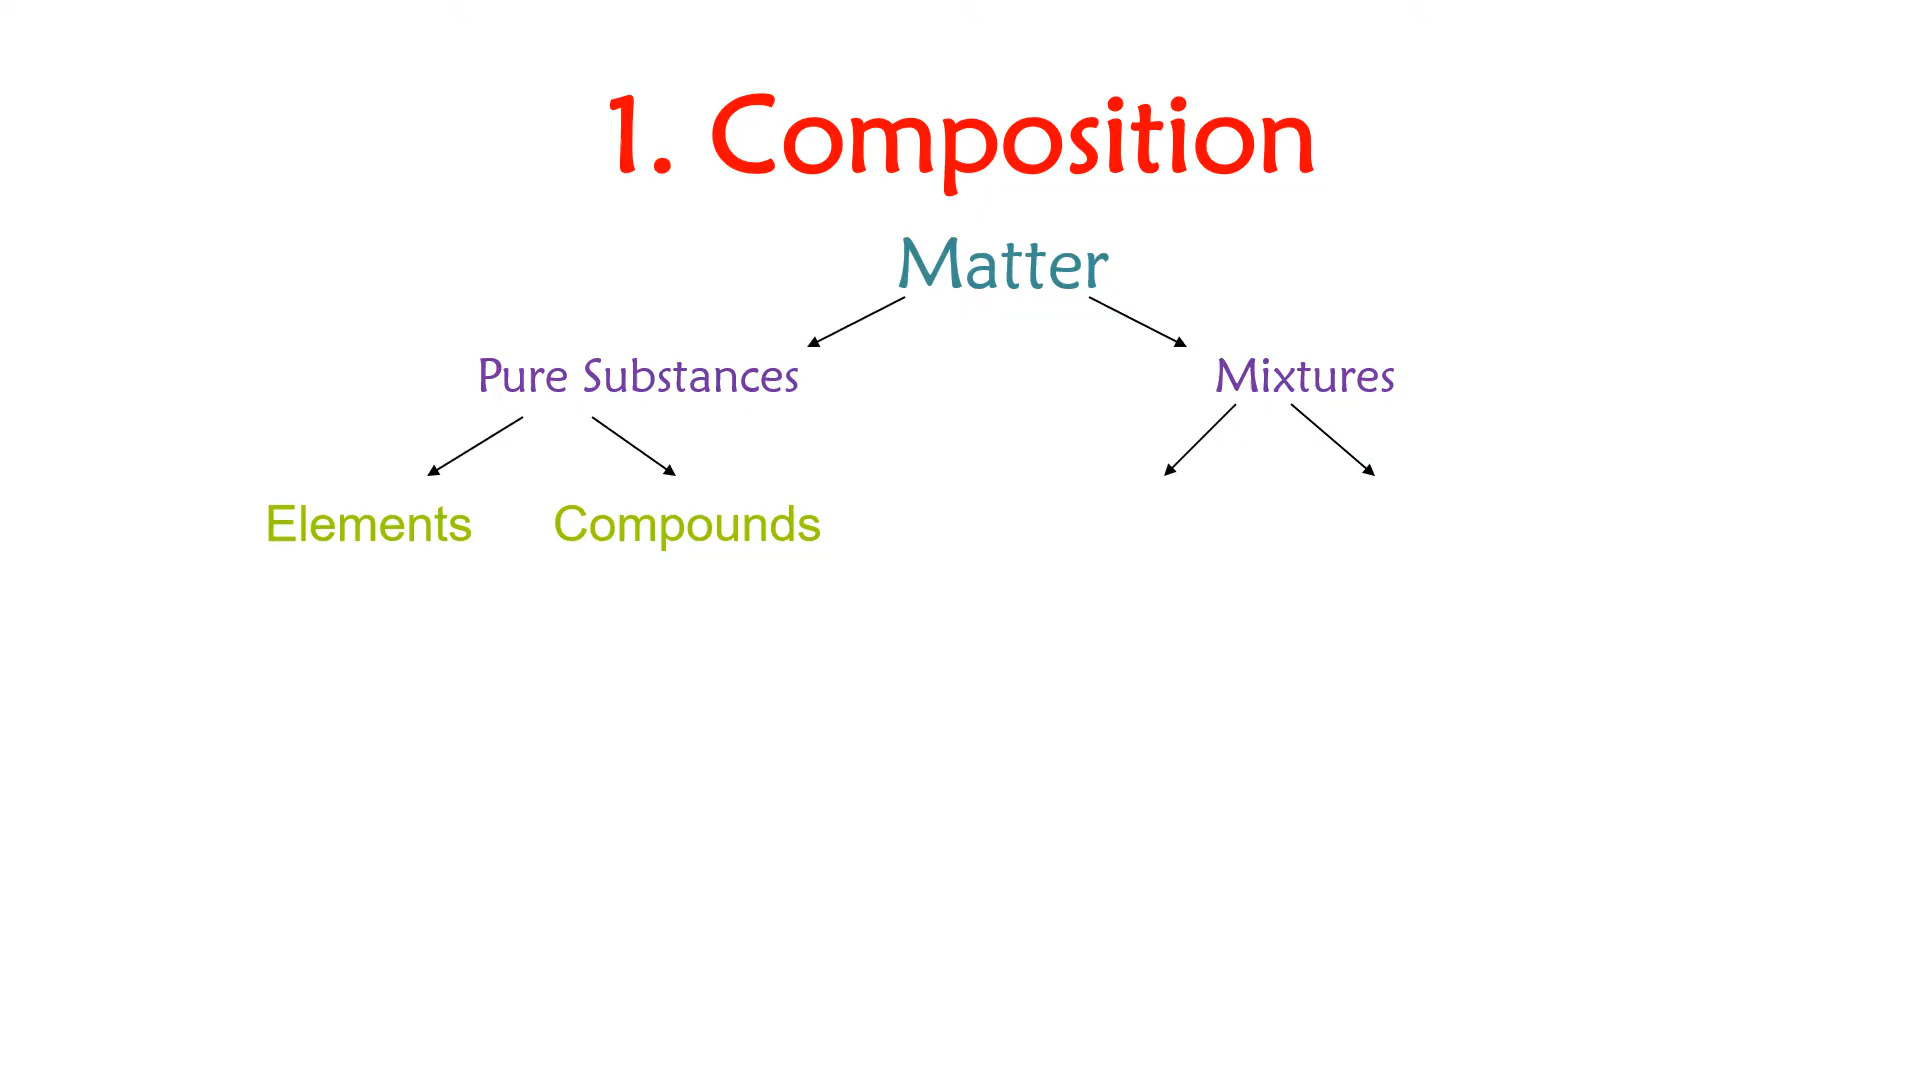 1. Composition
Matter
Pure Substances Mixtures
Elements Compounds